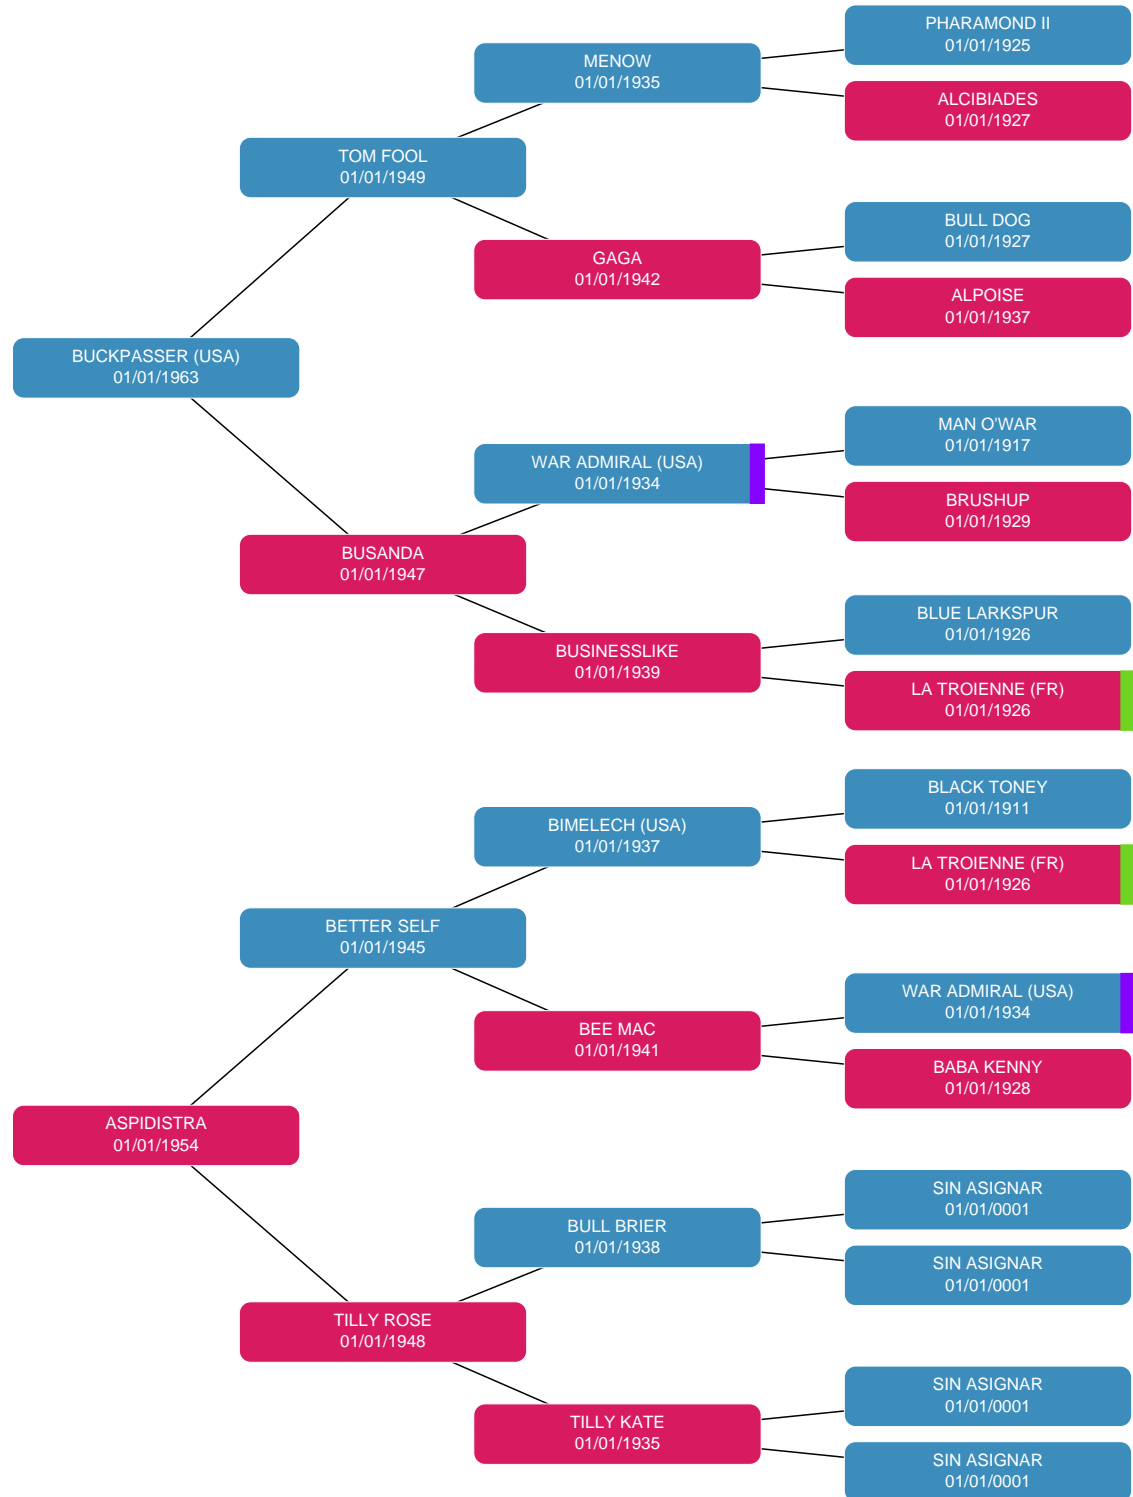 PHARAMOND II
01/01/1925
MENOW
01/01/1935
ALCIBIADES
01/01/1927
TOM FOOL
01/01/1949
BULL DOG
01/01/1927
GAGA
01/01/1942
ALPOISE
01/01/1937
BUCKPASSER (USA)
01/01/1963
MAN O'WAR
01/01/1917
WAR ADMIRAL (USA)
01/01/1934
BRUSHUP
01/01/1929
BUSANDA
01/01/1947
BLUE LARKSPUR
01/01/1926
BUSINESSLIKE
01/01/1939
LA TROIENNE (FR)
01/01/1926
BLACK TONEY
01/01/1911
BIMELECH (USA)
01/01/1937
LA TROIENNE (FR)
01/01/1926
BETTER SELF
01/01/1945
WAR ADMIRAL (USA)
01/01/1934
BEE MAC
01/01/1941
BABA KENNY
01/01/1928
ASPIDISTRA
01/01/1954
SIN ASIGNAR
01/01/0001
BULL BRIER
01/01/1938
SIN ASIGNAR
01/01/0001
TILLY ROSE
01/01/1948
SIN ASIGNAR
01/01/0001
TILLY KATE
01/01/1935
SIN ASIGNAR
01/01/0001